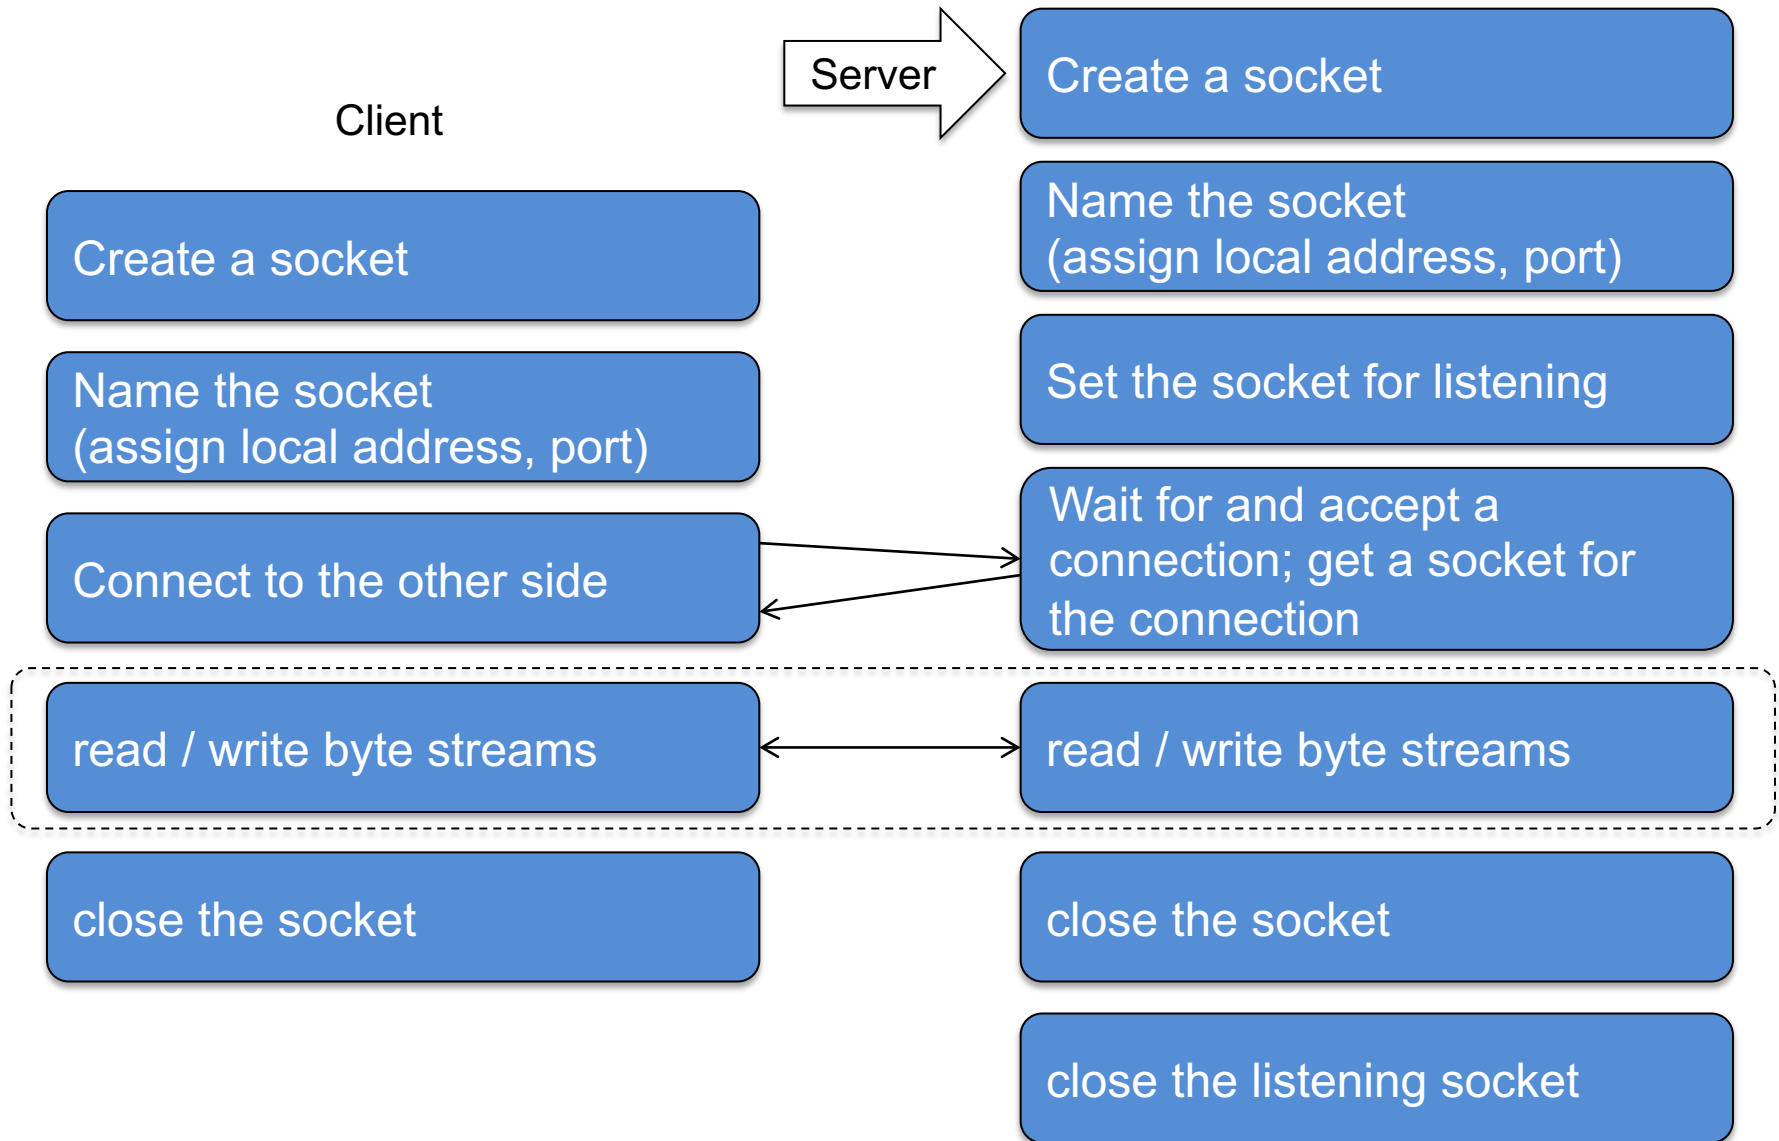 Client
Create a socket
Name the socket
(assign local address, port)
Connect to the other side
read / write byte streams
close the socket
Server
Create a socket
Name the socket
(assign local address, port)
Set the socket for listening
Wait for and accept a
connection; get a socket for
the connection
read / write byte streams
close the socket
close the listening socket